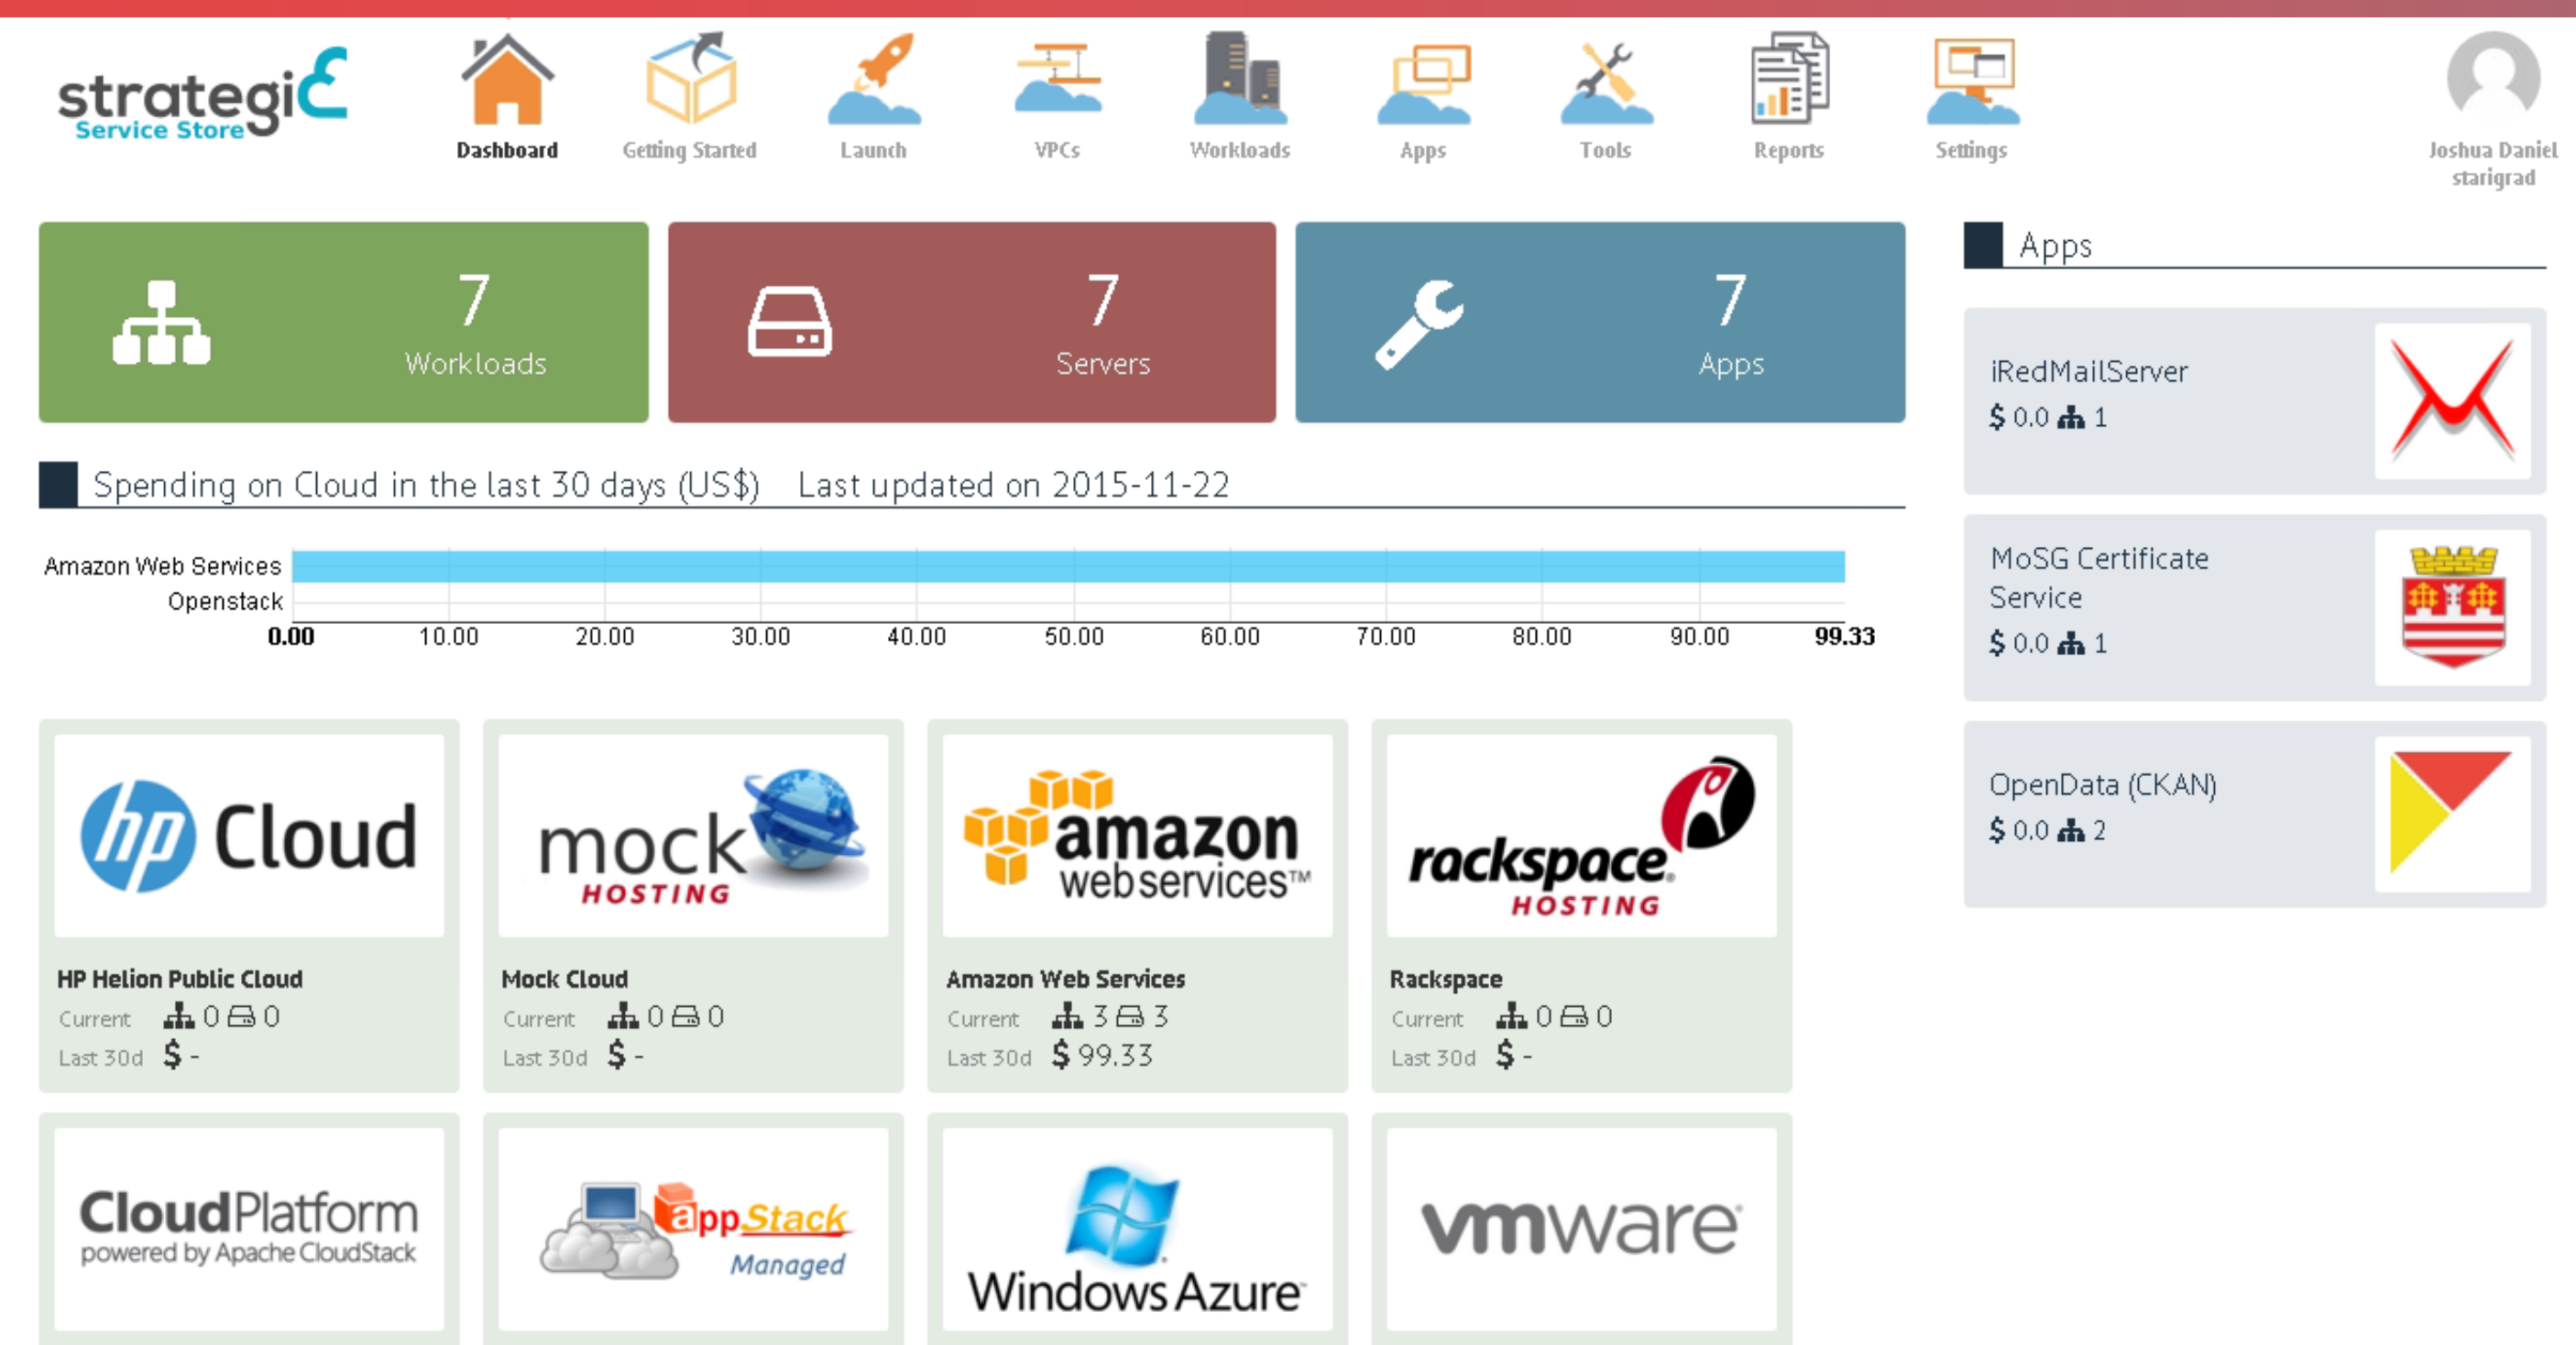 strategiE
Service Store
Dashboard
Getting Started
Launch
VPCs
Workloads
Apps
Tools
Reports
Settings
Joshua Daniel
starigrad
7
Workloads
7
Servers
7
Apps
Spending on Cloud in the last 30 days (US$) Last updated on 2015-11-22
Amazon Web Services
Openstack
0.00 10.00 20.00 30.00 40.00 50.00 60.00 70.00 80.00 90.00 99.33
hp Cloud
HP Helion Public Cloud
Current 0 0
Last 30d $ -
mock
HOSTING
Mock Cloud
Current 0 0
Last 30d $ -
amazon
webservices™
Amazon Web Services
Current 3 3
Last 30d $ 99.33
rackspace®
HOSTING
Rackspace
Current 0 0
Last 30d $ -
CloudPlatform
powered by Apache CloudStack
appStack
Managed
Windows Azure™
vmware®
Apps
iRedMailServer
$ 0.0 1
MoSG Certificate
Service
$ 0.0 1
OpenData (CKAN)
$ 0.0 2